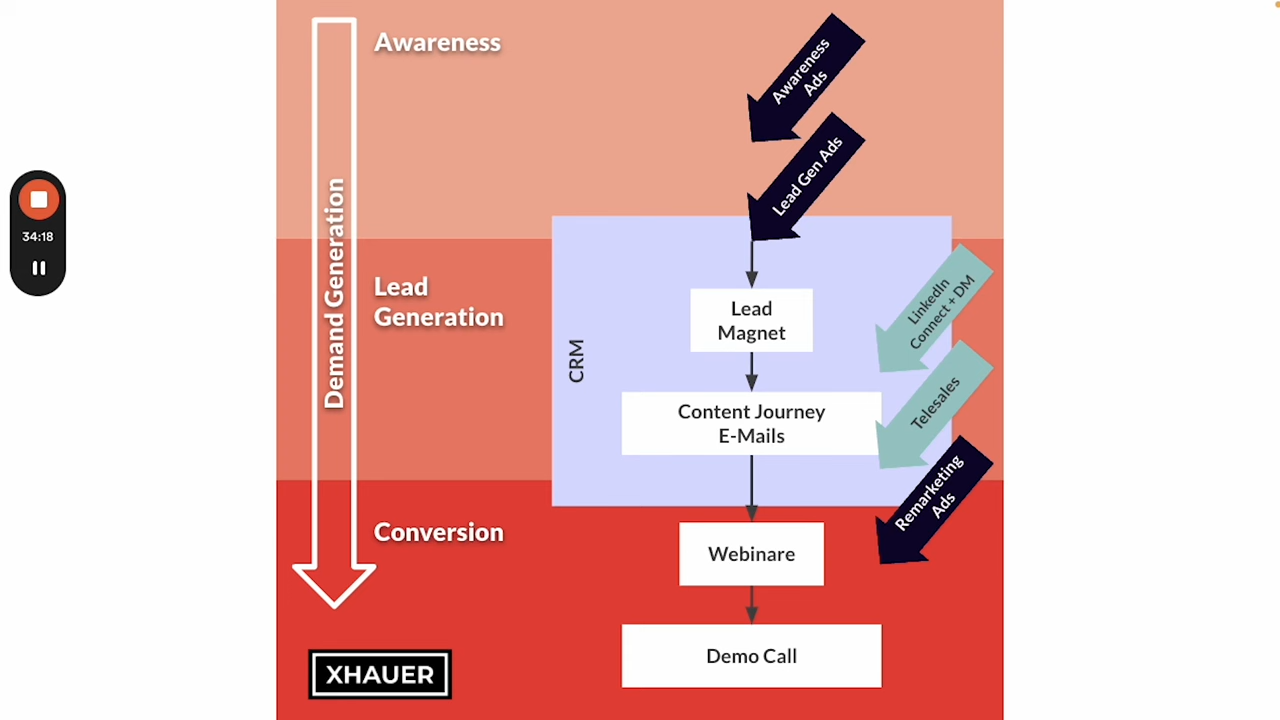 Awareness
Awareness
Ads
Lead Gen Ads
34:18
Demand Generation
Lead
Generation
CRM
Lead
Magnet
LinkedIn
Connect + DM
Content Journey
E-Mails
Telesales
Remarketing
Ads
Conversion
Webinare
Demo Call
XHAUER